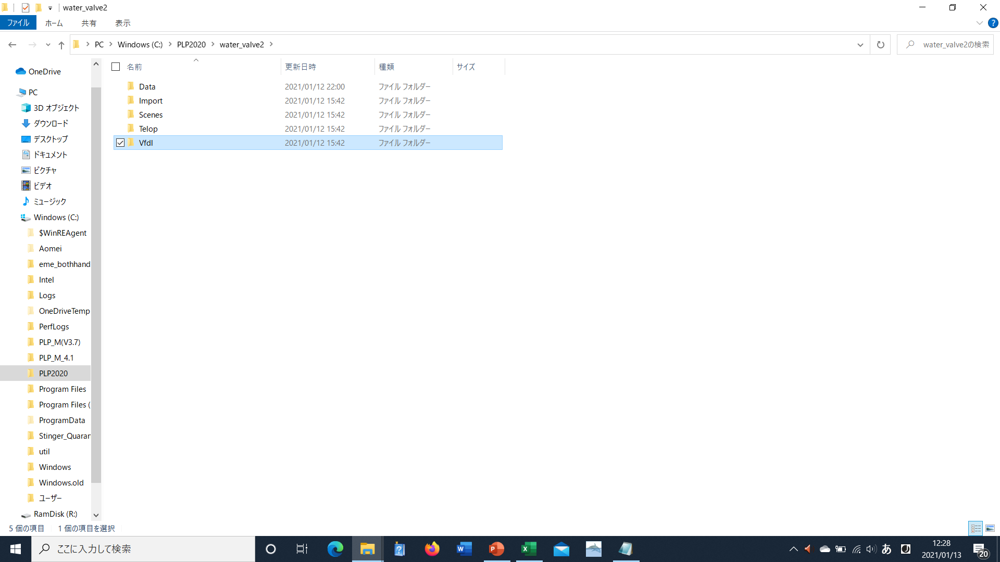 water_valve2
ファイル ホーム 共有 表示
PC Windows (C:) PLP2020 water_valve2
water_valve2の検索
名前 更新日時 種類 サイズ
Data 2021/01/12 22:00 ファイル フォルダー
Import 2021/01/12 15:42 ファイル フォルダー
Scenes 2021/01/12 15:42 ファイル フォルダー
Telop 2021/01/12 15:42 ファイル フォルダー
Vfdl 2021/01/12 15:42 ファイル フォルダー
OneDrive
PC
3D オブジェクト
ダウンロード
デスクトップ
ドキュメント
ピクチャ
ビデオ
ミュージック
Windows (C:)
$WinREAgent
Aomei
eme_bothhand
Intel
Logs
OneDriveTemp
PerfLogs
PLP_M(V3.7)
PLP_M_4.1
PLP2020
Program Files
Program Files (
ProgramData
Stinger_Quaran
util
Windows
Windows.old
ユーザー
RamDisk (R:)
5 個の項目 1 個の項目を選択
ここに入力して検索
あ
12:28
2021/01/13
20